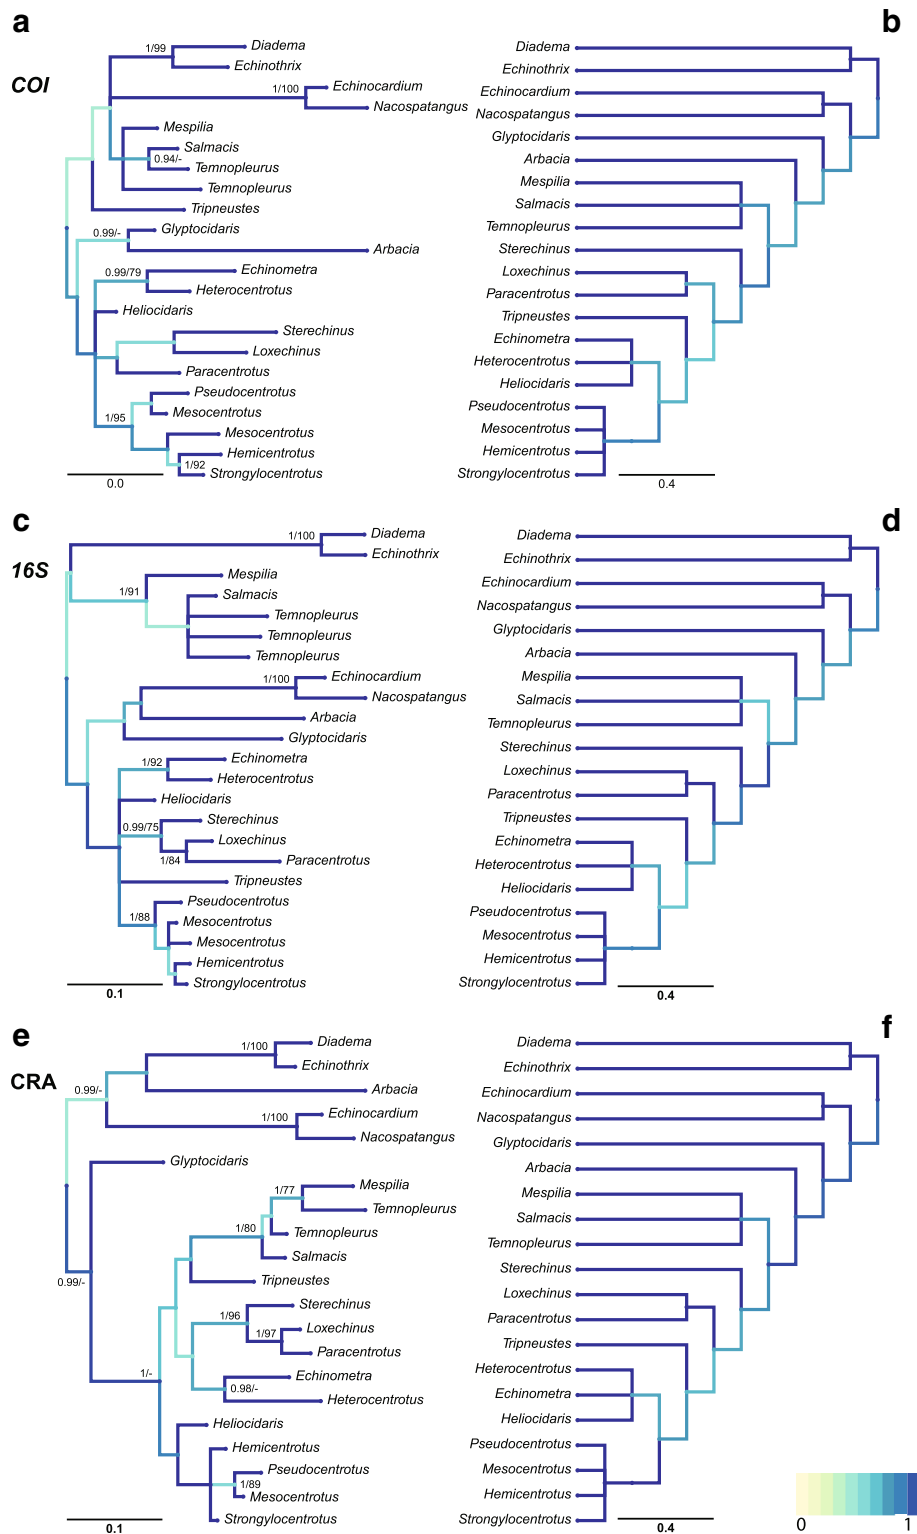 a
COI
1/99
Diadema
Echinothrix
1/100
Echinocardium
Nacospatangus
Mespilia
Salmacis
0.94/-
Temnopleurus
Temnopleurus
Tripneustes
0.99/-
Glyptocidaris
Arbacia
0.99/79
Echinometra
Heterocentrotus
Heliocidaris
Sterechinus
Loxechinus
Paracentrotus
Pseudocentrotus
Mesocentrotus
1/95
Mesocentrotus
Hemicentrotus
1/92
Strongylocentrotus
0.0
b
Diadema
Echinothrix
Echinocardium
Nacospatangus
Glyptocidaris
Arbacia
Mespilia
Salmacis
Temnopleurus
Sterechinus
Loxechinus
Paracentrotus
Tripneustes
Echinometra
Heterocentrotus
Heliocidaris
Pseudocentrotus
Mesocentrotus
Hemicentrotus
Strongylocentrotus
0.4
c
16S
1/100
Diadema
Echinothrix
1/91
Mespilia
Salmacis
Temnopleurus
Temnopleurus
Temnopleurus
1/100
Echinocardium
Nacospatangus
Arbacia
Glyptocidaris
1/92
Echinometra
Heterocentrotus
Heliocidaris
0.99/75
Sterechinus
Loxechinus
1/84
Paracentrotus
Tripneustes
Pseudocentrotus
1/88
Mesocentrotus
Mesocentrotus
Hemicentrotus
Strongylocentrotus
0.1
d
Diadema
Echinothrix
Echinocardium
Nacospatangus
Glyptocidaris
Arbacia
Mespilia
Salmacis
Temnopleurus
Sterechinus
Loxechinus
Paracentrotus
Tripneustes
Echinometra
Heterocentrotus
Heliocidaris
Pseudocentrotus
Mesocentrotus
Hemicentrotus
Strongylocentrotus
0.4
e
CRA
1/100
Diadema
Echinothrix
0.99/-
Arbacia
1/100
Echinocardium
Nacospatangus
Glyptocidaris
1/77
Mespilia
Temnopleurus
1/80
Temnopleurus
Salmacis
0.99/-
Tripneustes
1/96
Sterechinus
1/97
Loxechinus
Paracentrotus
1/-
Echinometra
0.98/-
Heterocentrotus
Heliocidaris
Hemicentrotus
Pseudocentrotus
1/89
Mesocentrotus
Strongylocentrotus
0.1
f
Diadema
Echinothrix
Echinocardium
Nacospatangus
Glyptocidaris
Arbacia
Mespilia
Salmacis
Temnopleurus
Sterechinus
Loxechinus
Paracentrotus
Tripneustes
Heterocentrotus
Echinometra
Heliocidaris
Pseudocentrotus
Mesocentrotus
Hemicentrotus
Strongylocentrotus
0.4
0 1